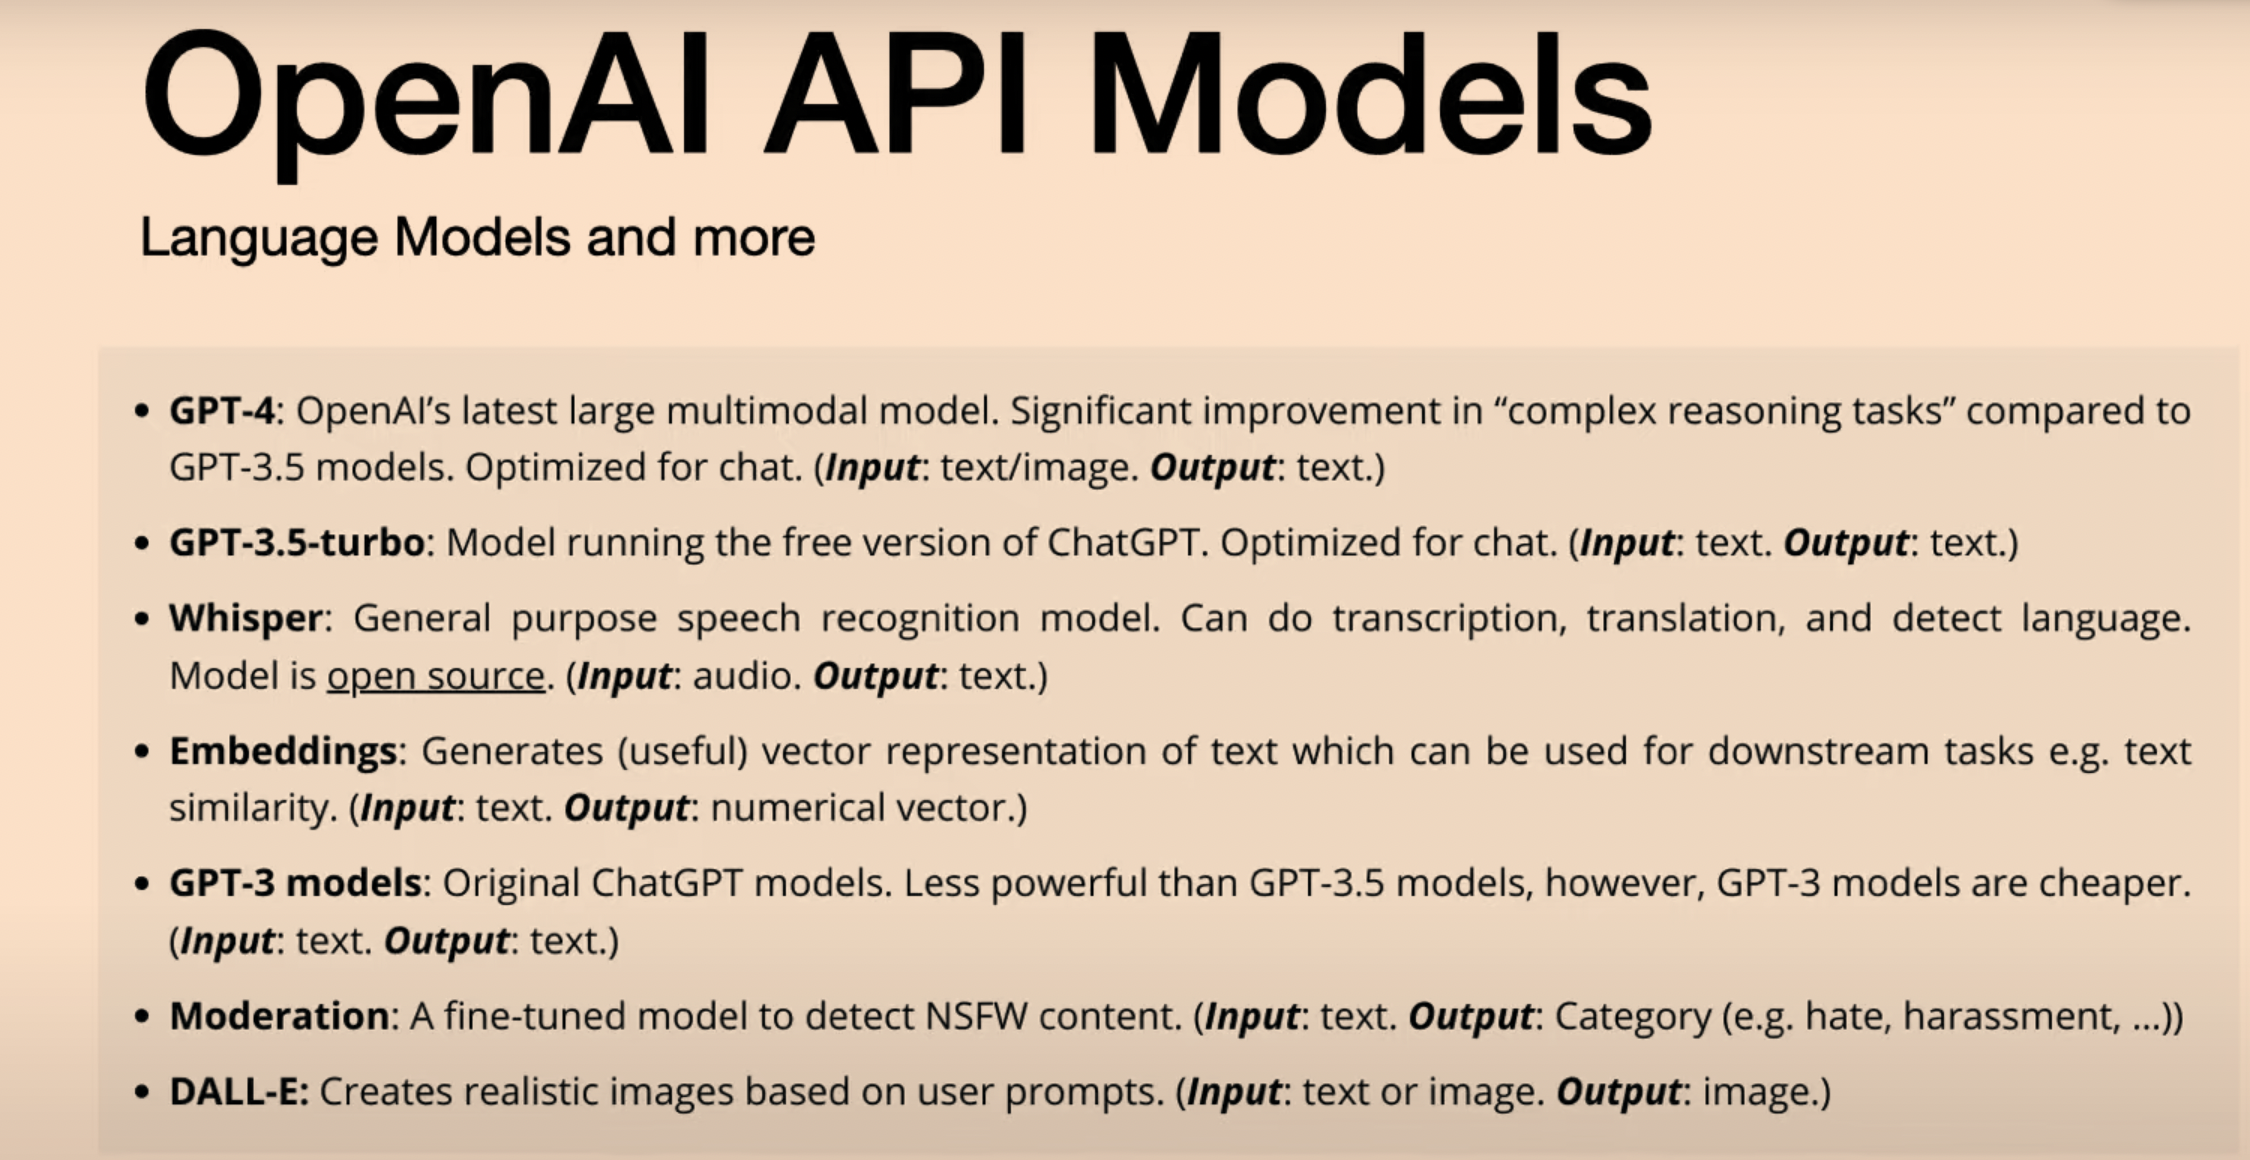 OpenAI API Models
Language Models and more
• GPT-4: OpenAI’s latest large multimodal model. Significant improvement in “complex reasoning tasks” compared to
GPT-3.5 models. Optimized for chat. (Input: text/image. Output: text.)
• GPT-3.5-turbo: Model running the free version of ChatGPT. Optimized for chat. (Input: text. Output: text.)
• Whisper: General purpose speech recognition model. Can do transcription, translation, and detect language.
Model is open source. (Input: audio. Output: text.)
• Embeddings: Generates (useful) vector representation of text which can be used for downstream tasks e.g. text
similarity. (Input: text. Output: numerical vector.)
• GPT-3 models: Original ChatGPT models. Less powerful than GPT-3.5 models, however, GPT-3 models are cheaper.
(Input: text. Output: text.)
• Moderation: A fine-tuned model to detect NSFW content. (Input: text. Output: Category (e.g. hate, harassment, ...))
• DALL-E: Creates realistic images based on user prompts. (Input: text or image. Output: image.)